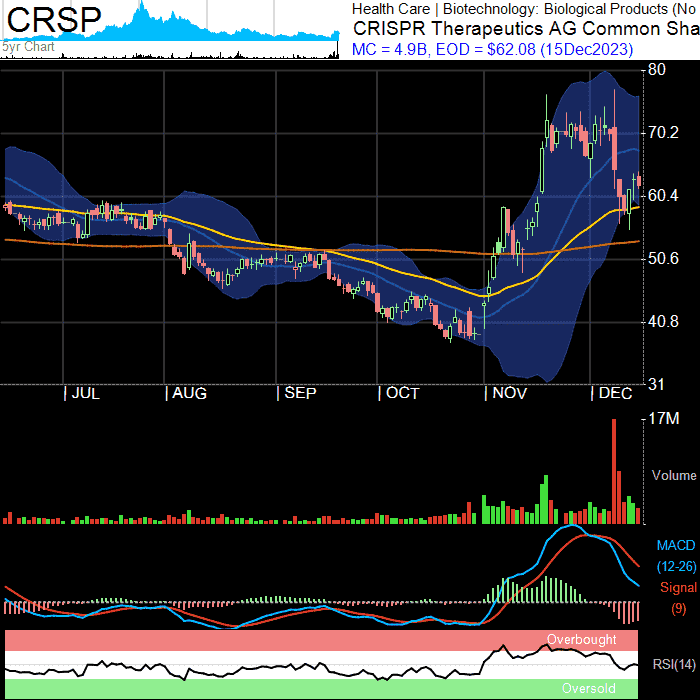 CRSP
5yr Chart
Health Care | Biotechnology: Biological Products (No
CRISPR Therapeutics AG Common Sha
MC = 4.9B, EOD = $62.08 (15Dec2023)
80
70.2
60.4
50.6
40.8
31
| JUL | AUG | SEP | OCT | NOV | DEC
17M
Volume
MACD
(12-26)
Signal
(9)
Overbought
RSI(14)
Oversold